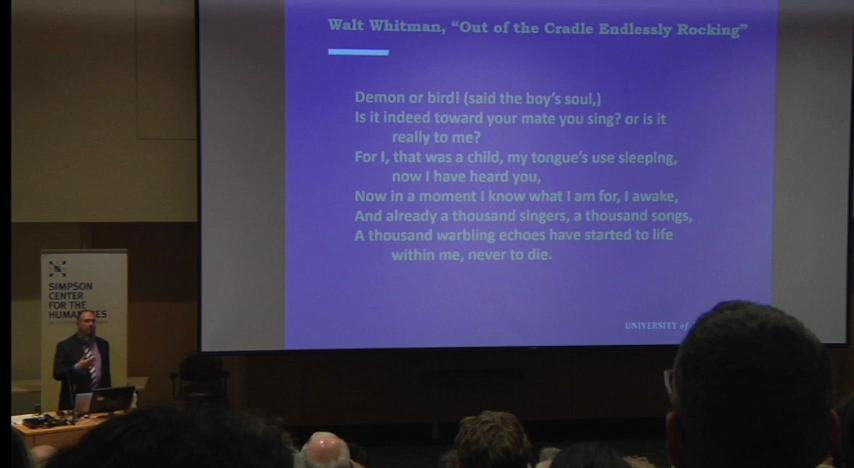 Walt Whitman, “Out of the Cradle Endlessly Rocking”
Demon or bird! (said the boy’s soul,)
Is it indeed toward your mate you sing? or is it
really to me?
For I, that was a child, my tongue’s use sleeping,
now I have heard you,
Now in a moment I know what I am for, I awake,
And already a thousand singers, a thousand songs,
A thousand warbling echoes have started to life
within me, never to die.
UNIVERSITY of
SIMPSON
CENTER
FOR THE